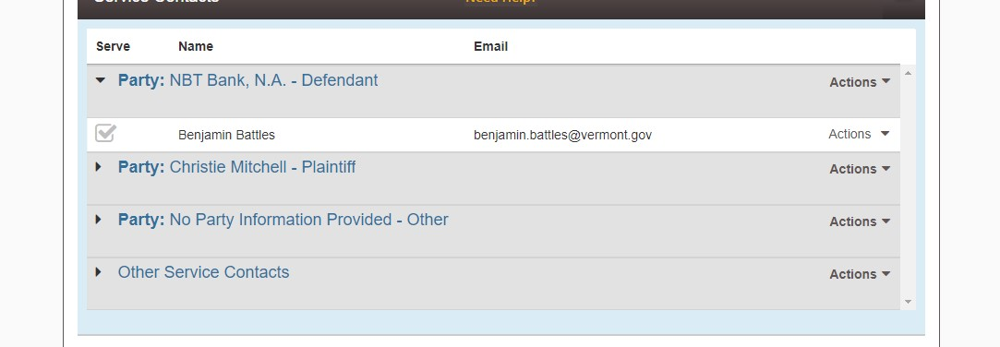 Service Contacts Need Help?
Serve Name Email
Party: NBT Bank, N.A. - Defendant Actions
Benjamin Battles benjamin.battles@vermont.gov Actions
Party: Christie Mitchell - Plaintiff Actions
Party: No Party Information Provided - Other Actions
Other Service Contacts Actions